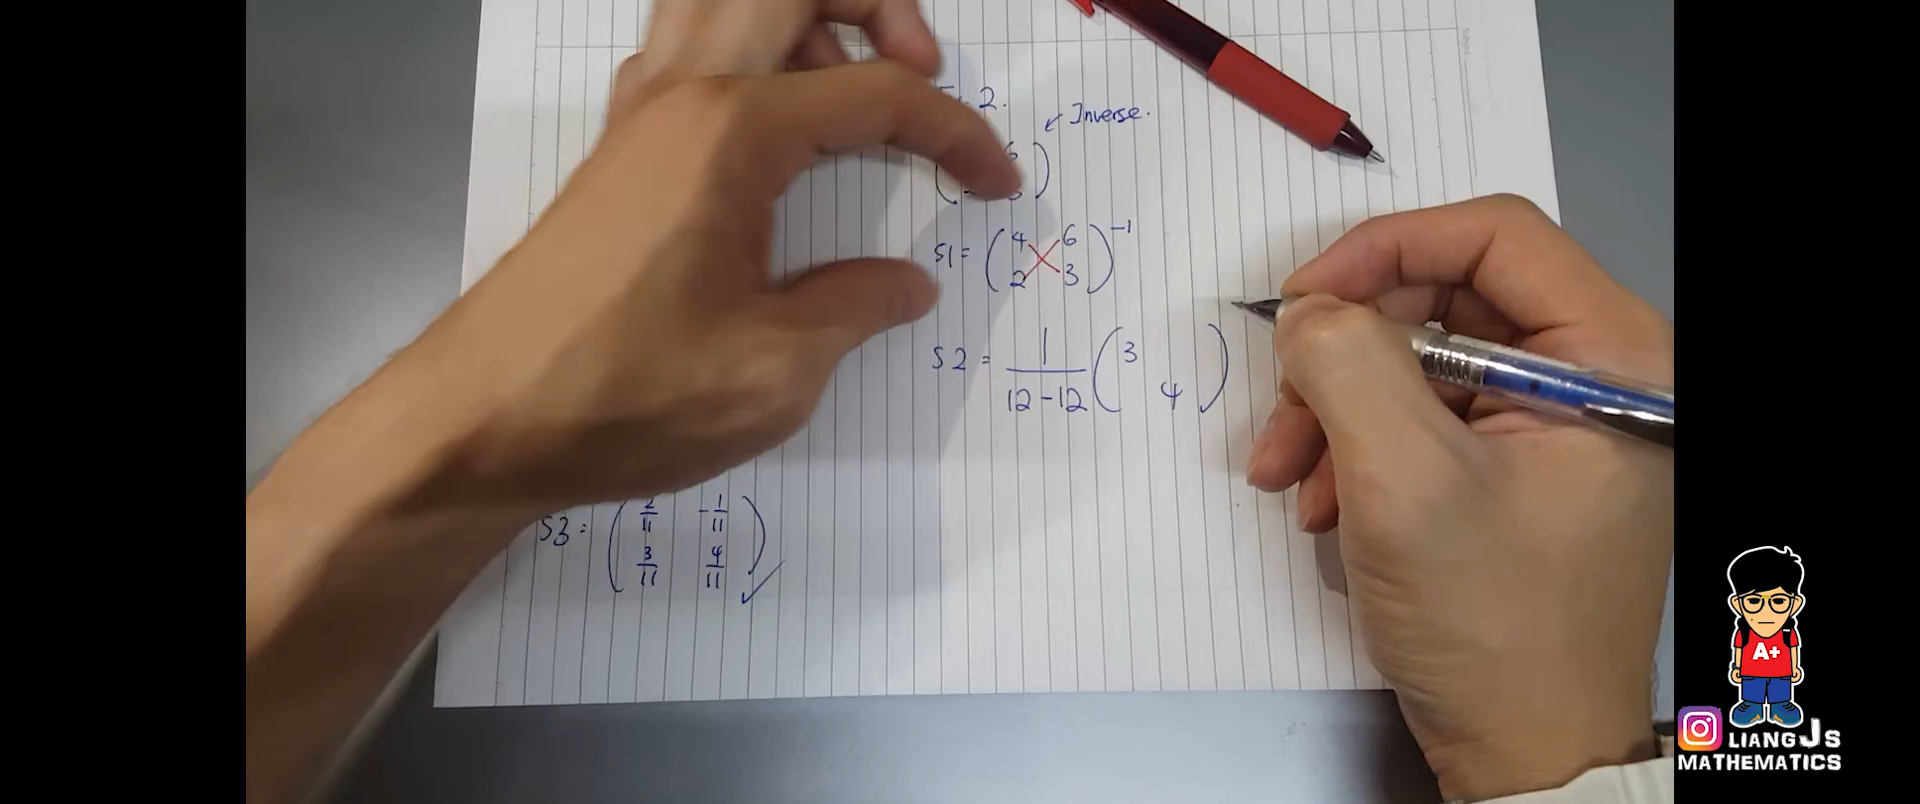 2.
Inverse.
6
S1 = ( 4 6 )⁻¹
2 3
S2 = 1/(12-12) ( 3
4 )
S3 = ( 2/11 -1/11 )
3/11 4/11
A+
LIANGJS
MATHEMATICS